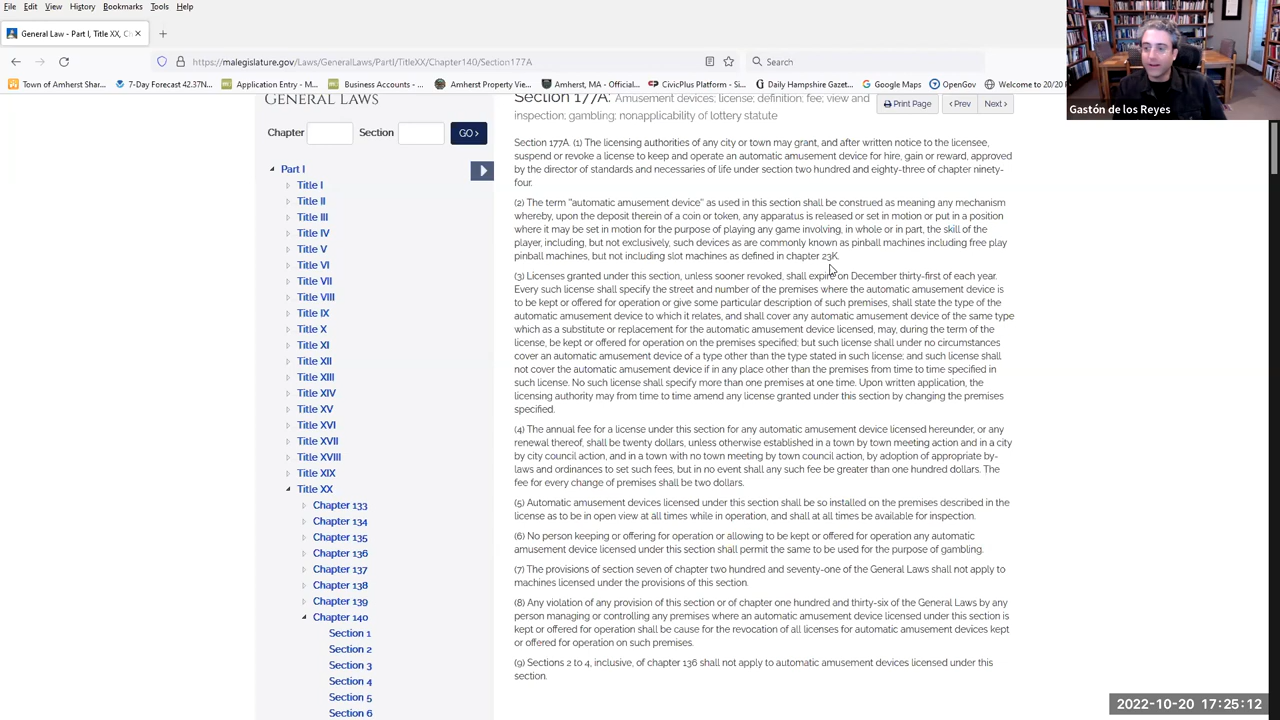 File Edit View History Bookmarks Tools Help
General Law - Part I, Title XX, C
https://malegislature.gov/Laws/GeneralLaws/PartI/TitleXX/Chapter140/Section177A
Search
Town of Amherst Shar... 7-Day Forecast 42.37N... Application Entry - M... Business Accounts -... Amherst Property Vie... Amherst, MA - Official... CivicPlus Platform - Si... Daily Hampshire Gazet... Google Maps OpenGov Welcome to 20/20
Gastón de los Reyes
GENERAL LAWS
Chapter Section GO
Part I
Title I
Title II
Title III
Title IV
Title V
Title VI
Title VII
Title VIII
Title IX
Title X
Title XI
Title XII
Title XIII
Title XIV
Title XV
Title XVI
Title XVII
Title XVIII
Title XIX
Title XX
Chapter 133
Chapter 134
Chapter 135
Chapter 136
Chapter 137
Chapter 138
Chapter 139
Chapter 140
Section 1
Section 2
Section 3
Section 4
Section 5
Section 6
Section 177A: Amusement devices; license; definition; fee; view and
inspection; gambling; nonapplicability of lottery statute
Print Page Prev Next
Section 177A. (1) The licensing authorities of any city or town may grant, and after written notice to the licensee,
suspend or revoke a license to keep and operate an automatic amusement device for hire, gain or reward, approved
by the director of standards and necessaries of life under section two hundred and eighty-three of chapter ninety-
four.
(2) The term "automatic amusement device" as used in this section shall be construed as meaning any mechanism
whereby, upon the deposit therein of a coin or token, any apparatus is released or set in motion or put in a position
where it may be set in motion for the purpose of playing any game involving, in whole or in part, the skill of the
player, including, but not exclusively, such devices as are commonly known as pinball machines including free play
pinball machines, but not including slot machines as defined in chapter 23K.
(3) Licenses granted under this section, unless sooner revoked, shall expire on December thirty-first of each year.
Every such license shall specify the street and number of the premises where the automatic amusement device is
to be kept or offered for operation or give some particular description of such premises, shall state the type of the
automatic amusement device to which it relates, and shall cover any automatic amusement device of the same type
which as a substitute or replacement for the automatic amusement device licensed, may, during the term of the
license, be kept or offered for operation on the premises specified; but such license shall under no circumstances
cover an automatic amusement device of a type other than the type stated in such license; and such license shall
not cover the automatic amusement device if in any place other than the premises from time to time specified in
such license. No such license shall specify more than one premises at one time. Upon written application, the
licensing authority may from time to time amend any license granted under this section by changing the premises
specified.
(4) The annual fee for a license under this section for any automatic amusement device licensed hereunder, or any
renewal thereof, shall be twenty dollars, unless otherwise established in a town by town meeting action and in a city
by city council action, and in a town with no town meeting by town council action, by adoption of appropriate by-
laws and ordinances to set such fees, but in no event shall any such fee be greater than one hundred dollars. The
fee for every change of premises shall be two dollars.
(5) Automatic amusement devices licensed under this section shall be so installed on the premises described in the
license as to be in open view at all times while in operation, and shall at all times be available for inspection.
(6) No person keeping or offering for operation or allowing to be kept or offered for operation any automatic
amusement device licensed under this section shall permit the same to be used for the purpose of gambling.
(7) The provisions of section seven of chapter two hundred and seventy-one of the General Laws shall not apply to
machines licensed under the provisions of this section.
(8) Any violation of any provision of this section or of chapter one hundred and thirty-six of the General Laws by any
person managing or controlling any premises where an automatic amusement device licensed under this section is
kept or offered for operation shall be cause for the revocation of all licenses for automatic amusement devices kept
or offered for operation on such premises.
(9) Sections 2 to 4, inclusive, of chapter 136 shall not apply to automatic amusement devices licensed under this
section.
2022-10-20 17:25:12